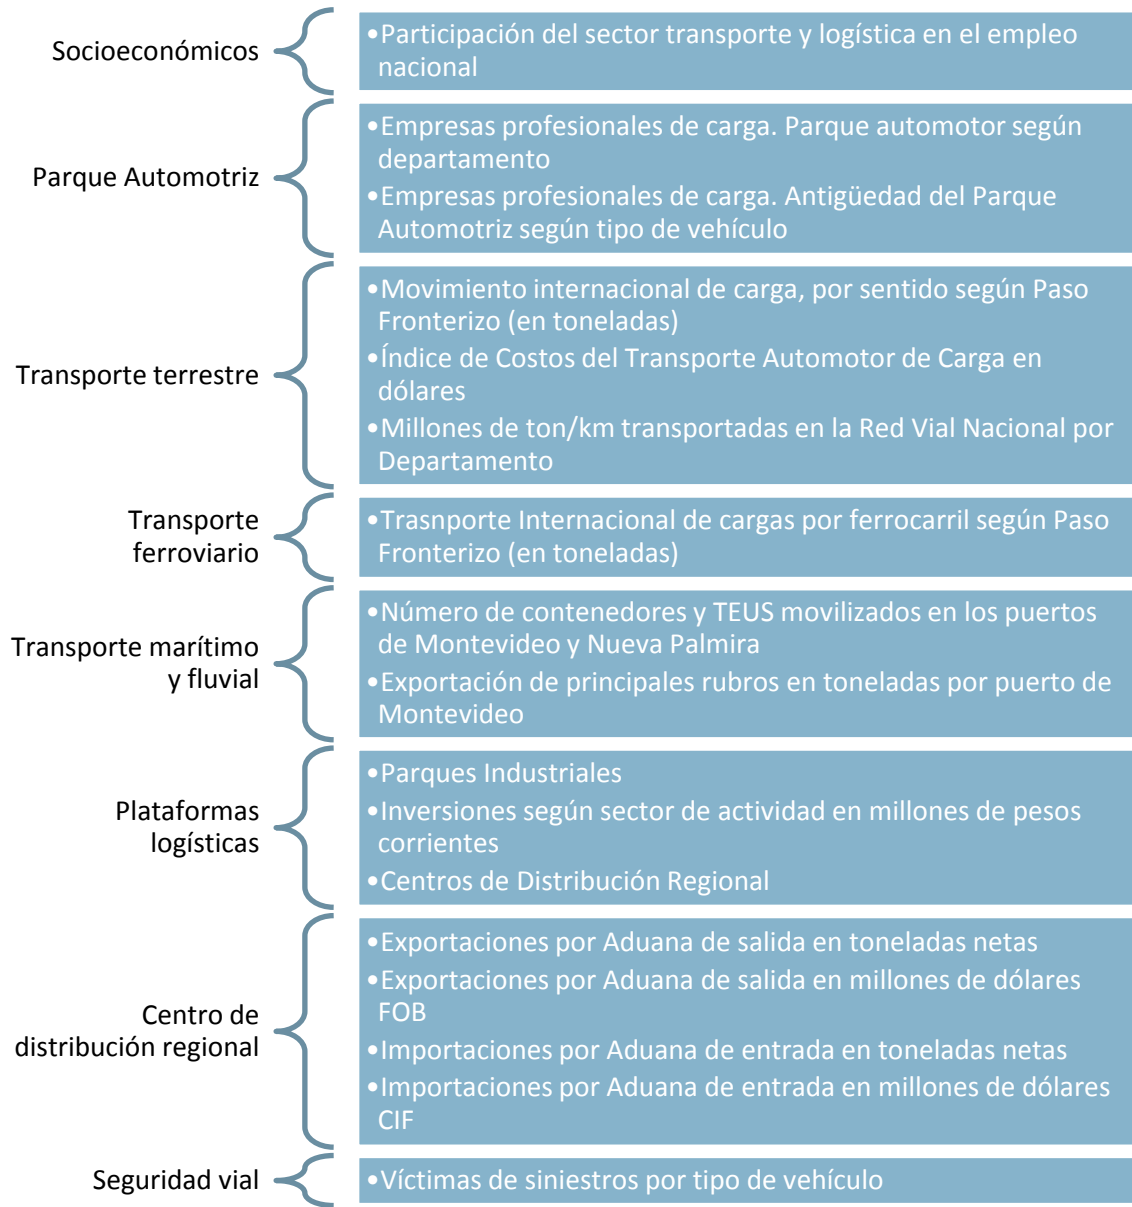 Socioeconómicos
•Participación del sector transporte y logística en el empleo
nacional
Parque Automotriz
•Empresas profesionales de carga. Parque automotor según
departamento
•Empresas profesionales de carga. Antigüedad del Parque
Automotriz según tipo de vehículo
Transporte terrestre
•Movimiento internacional de carga, por sentido según Paso
Fronterizo (en toneladas)
•Índice de Costos del Transporte Automotor de Carga en
dólares
•Millones de ton/km transportadas en la Red Vial Nacional por
Departamento
Transporte
ferroviario
•Trasnporte Internacional de cargas por ferrocarril según Paso
Fronterizo (en toneladas)
Transporte marítimo
y fluvial
•Número de contenedores y TEUS movilizados en los puertos
de Montevideo y Nueva Palmira
•Exportación de principales rubros en toneladas por puerto de
Montevideo
Plataformas
logísticas
•Parques Industriales
•Inversiones según sector de actividad en millones de pesos
corrientes
•Centros de Distribución Regional
Centro de
distribución regional
•Exportaciones por Aduana de salida en toneladas netas
•Exportaciones por Aduana de salida en millones de dólares
FOB
•Importaciones por Aduana de entrada en toneladas netas
•Importaciones por Aduana de entrada en millones de dólares
CIF
Seguridad vial
•Víctimas de siniestros por tipo de vehículo